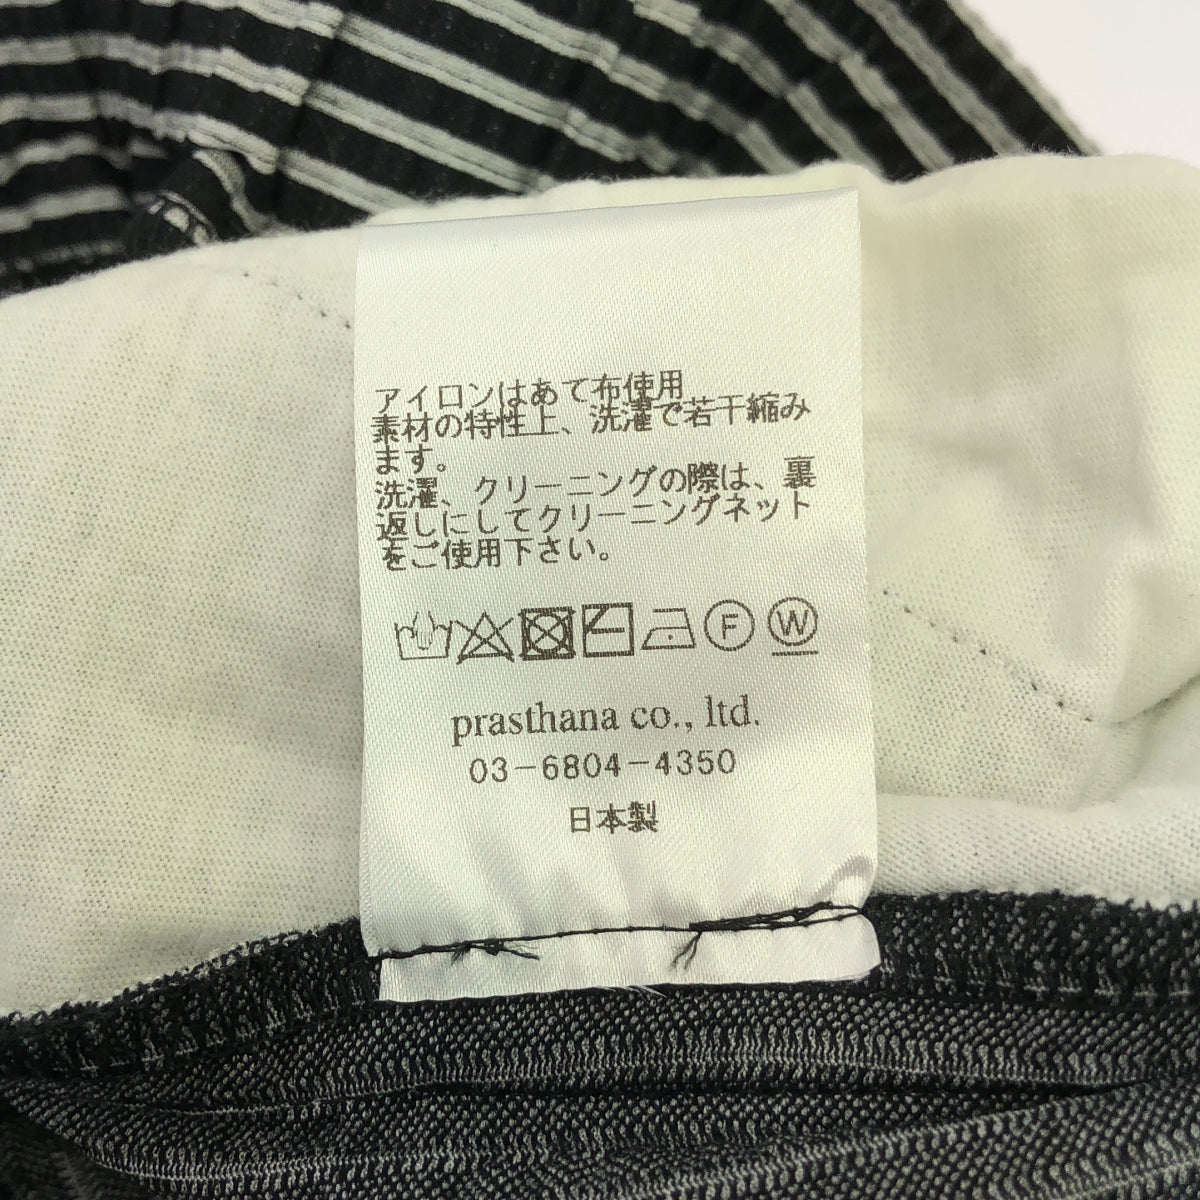 アイロンはあて布使用
素材の特性上、洗濯で若干縮み
ます。
洗濯、クリーニングの際は、裏
返しにしてクリーニングネット
をご使用下さい。
F W
prasthana co., ltd.
03-6804-4350
日本製